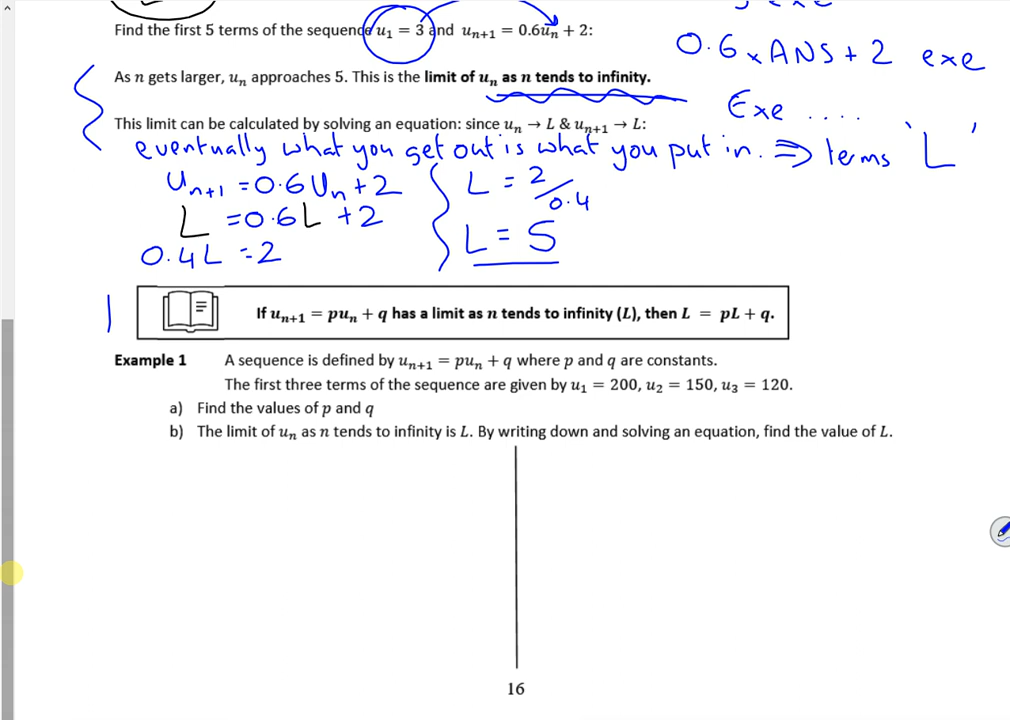 Find the first 5 terms of the sequence u₁ = 3 and uₙ₊₁ = 0.6uₙ + 2:
0.6 x ANS + 2 exe
As n gets larger, uₙ approaches 5. This is the limit of uₙ as n tends to infinity.
Exe ....
This limit can be calculated by solving an equation: since uₙ → L & uₙ₊₁ → L:
eventually what you get out is what you put in. ⇒ terms 'L'
Uₙ₊₁ = 0.6Uₙ + 2
L = 2/0.4
L = 0.6L + 2
L = 5
0.4L = 2
If uₙ₊₁ = puₙ + q has a limit as n tends to infinity (L), then L = pL + q.
Example 1 A sequence is defined by uₙ₊₁ = puₙ + q where p and q are constants.
The first three terms of the sequence are given by u₁ = 200, u₂ = 150, u₃ = 120.
a) Find the values of p and q
b) The limit of uₙ as n tends to infinity is L. By writing down and solving an equation, find the value of L.
16